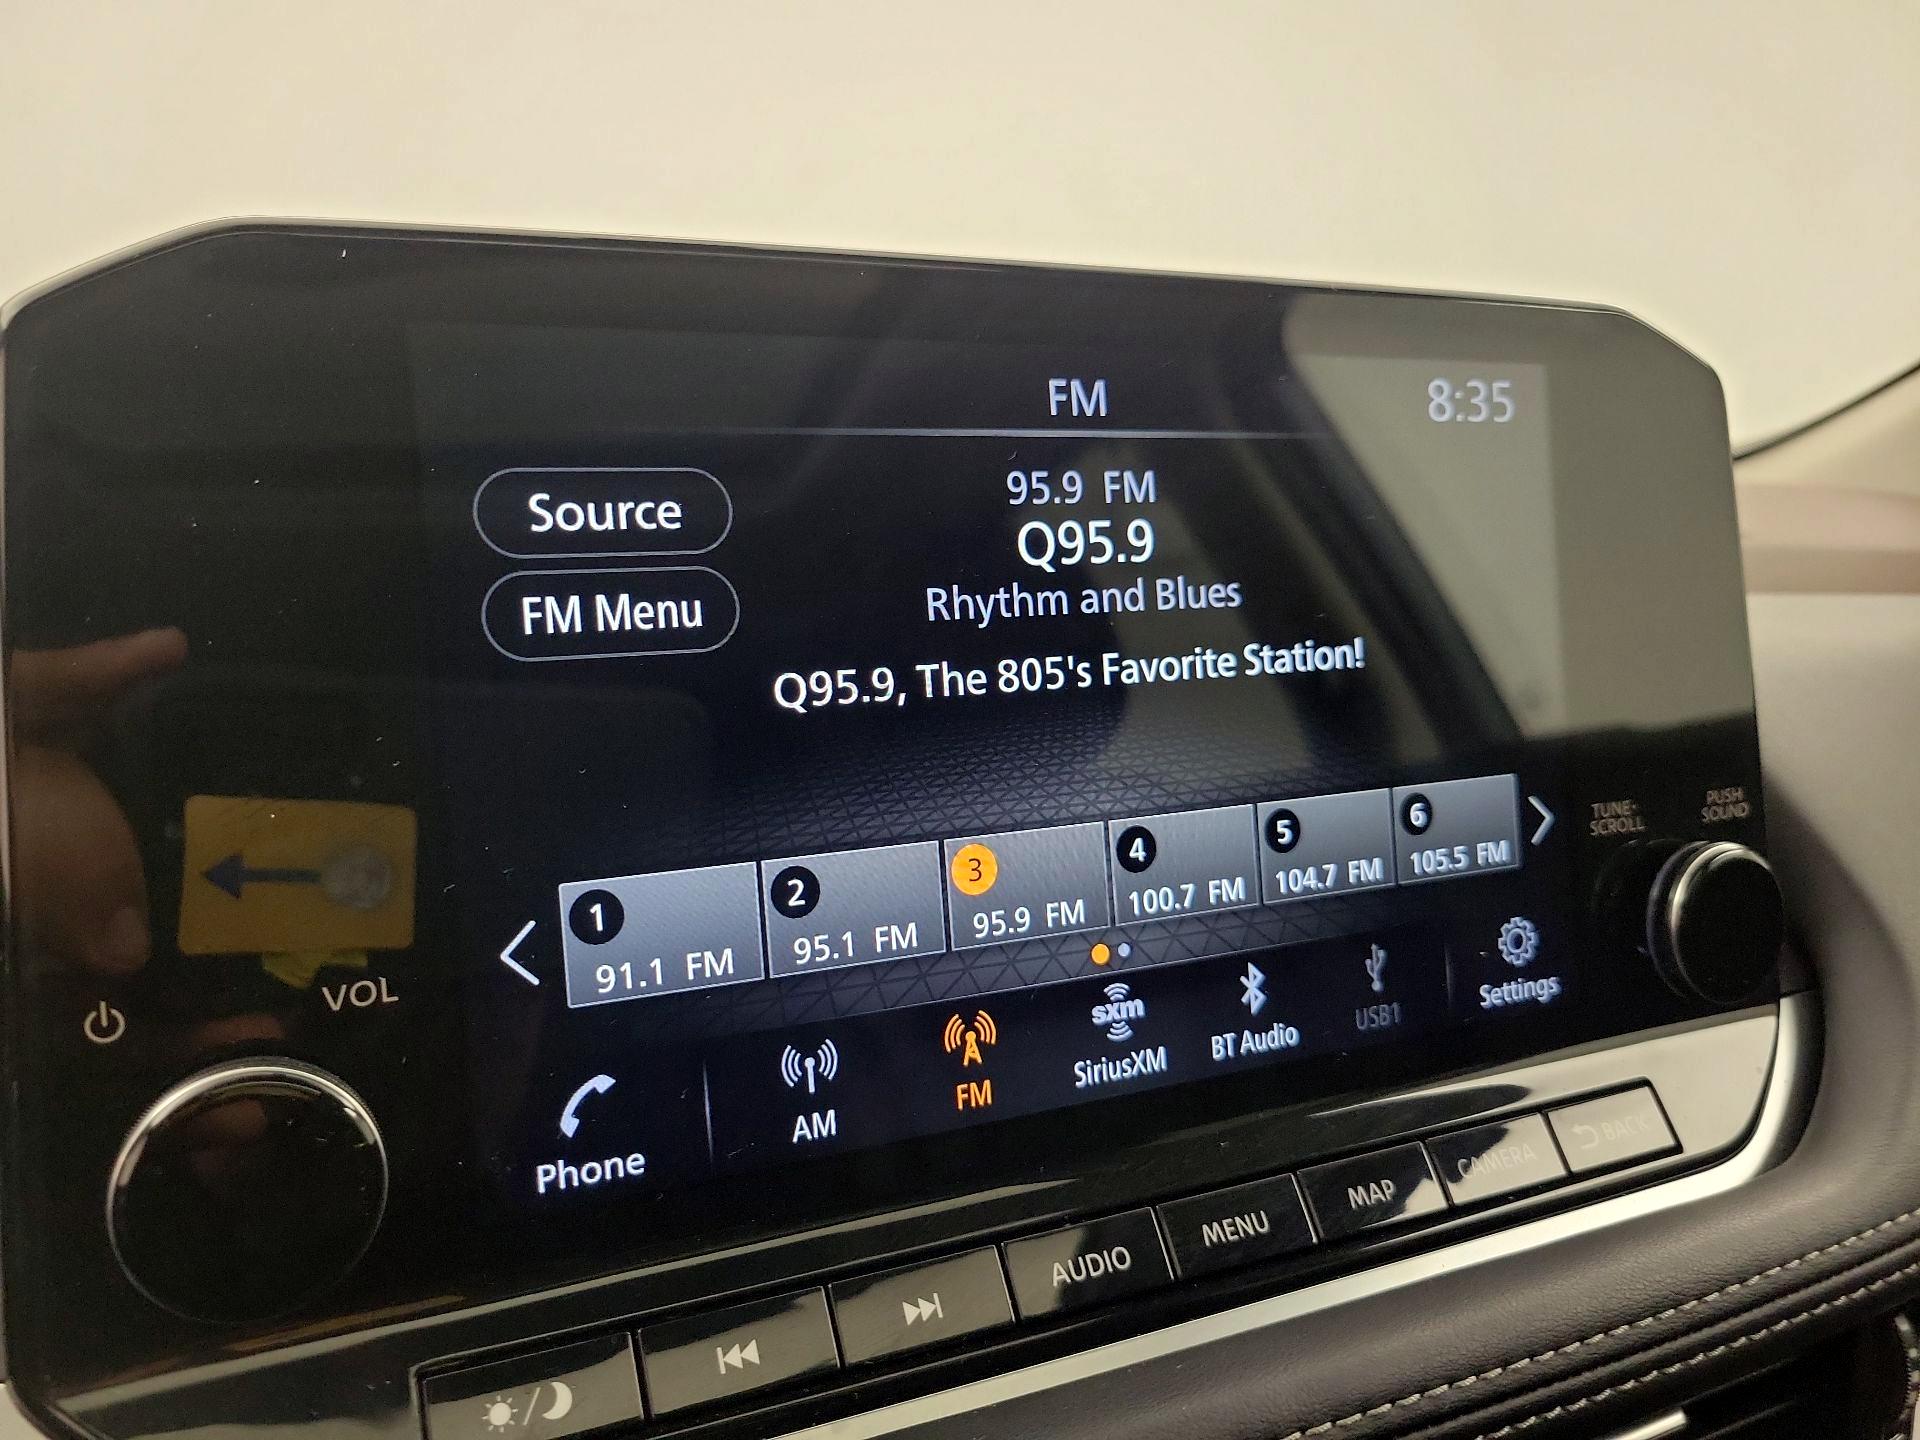 FM
8:35
Source
95.9 FM
Q95.9
FM Menu
Rhythm and Blues
Q95.9, The 805's Favorite Station!
TUNE·SCROLL
PUSH SOUND
1
91.1 FM
2
95.1 FM
3
95.9 FM
4
100.7 FM
5
104.7 FM
6
105.5 FM
VOL
Phone
AM
FM
sxm
SiriusXM
BT Audio
USB1
Settings
AUDIO
MENU
MAP
CAMERA
BACK